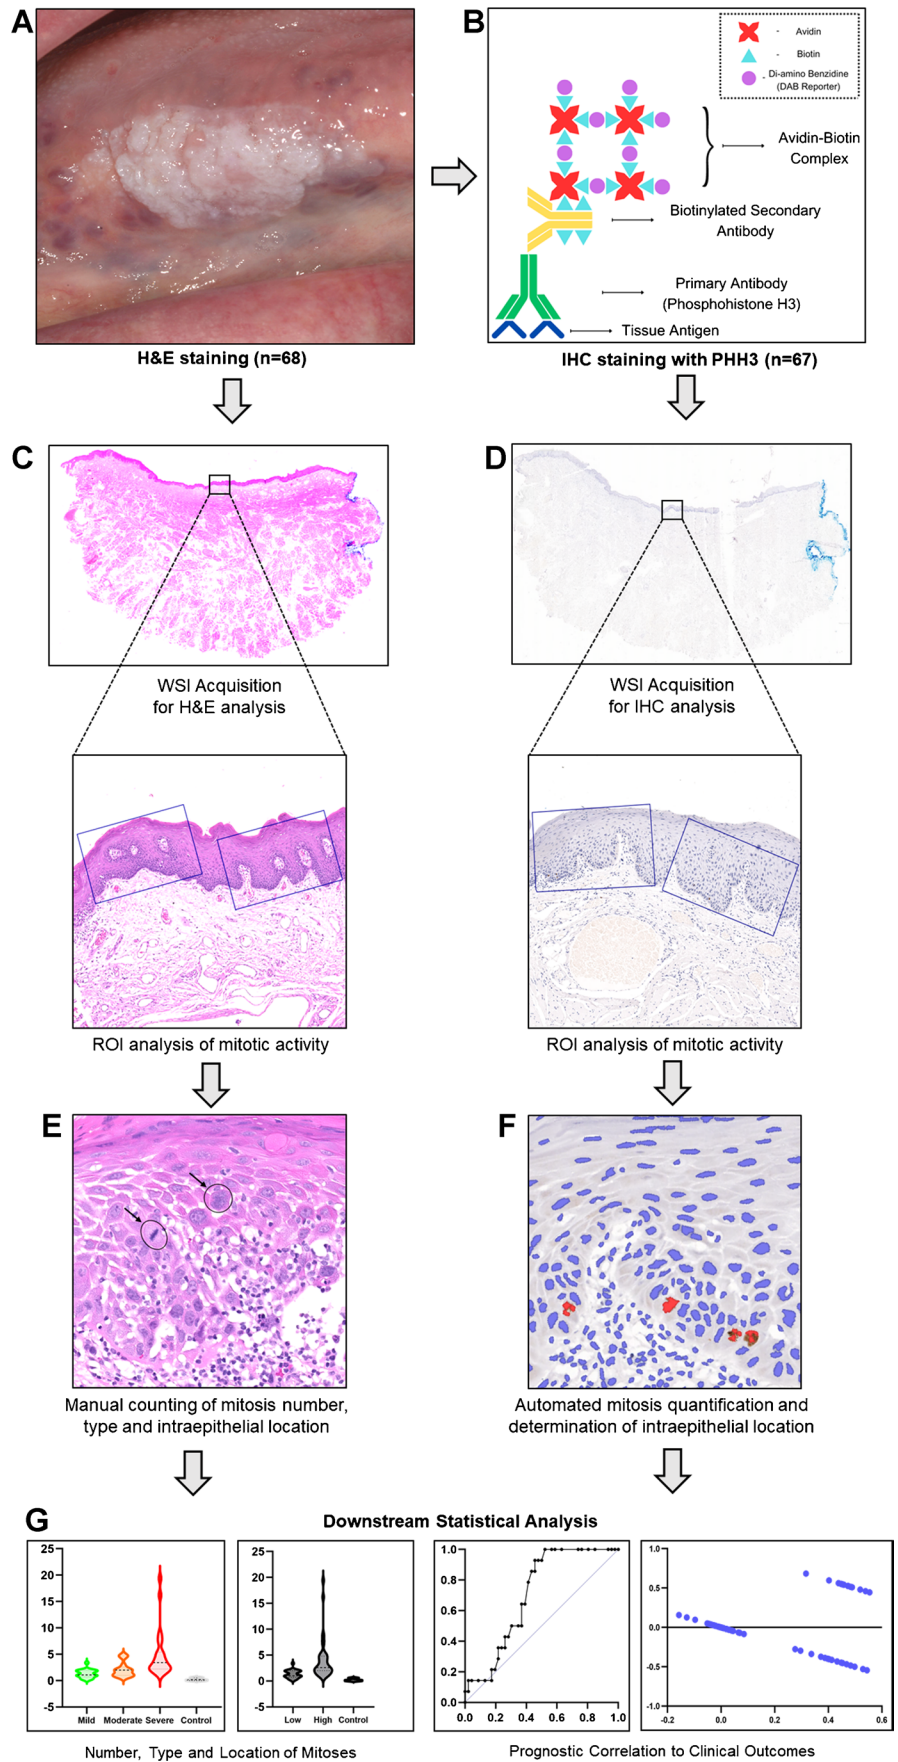 A
B
- Avidin
- Biotin
- Di-amino Benzidine
(DAB Reporter)
Avidin-Biotin
Complex
Biotinylated Secondary
Antibody
Primary Antibody
(Phosphohistone H3)
Tissue Antigen
H&E staining (n=68)
IHC staining with PHH3 (n=67)
C
D
WSI Acquisition
for H&E analysis
WSI Acquisition
for IHC analysis
ROI analysis of mitotic activity
ROI analysis of mitotic activity
E
F
Manual counting of mitosis number,
type and intraepithelial location
Automated mitosis quantification and
determination of intraepithelial location
G
Downstream Statistical Analysis
25
20
15
10
5
0
-5
Mild Moderate Severe Control
25
20
15
10
5
0
-5
Low High Control
1.0
0.8
0.6
0.4
0.2
0.0
0.0 0.2 0.4 0.6 0.8 1.0
1.0
0.5
0.0
-0.5
-1.0
-0.2 0.0 0.2 0.4 0.6
Number, Type and Location of Mitoses
Prognostic Correlation to Clinical Outcomes